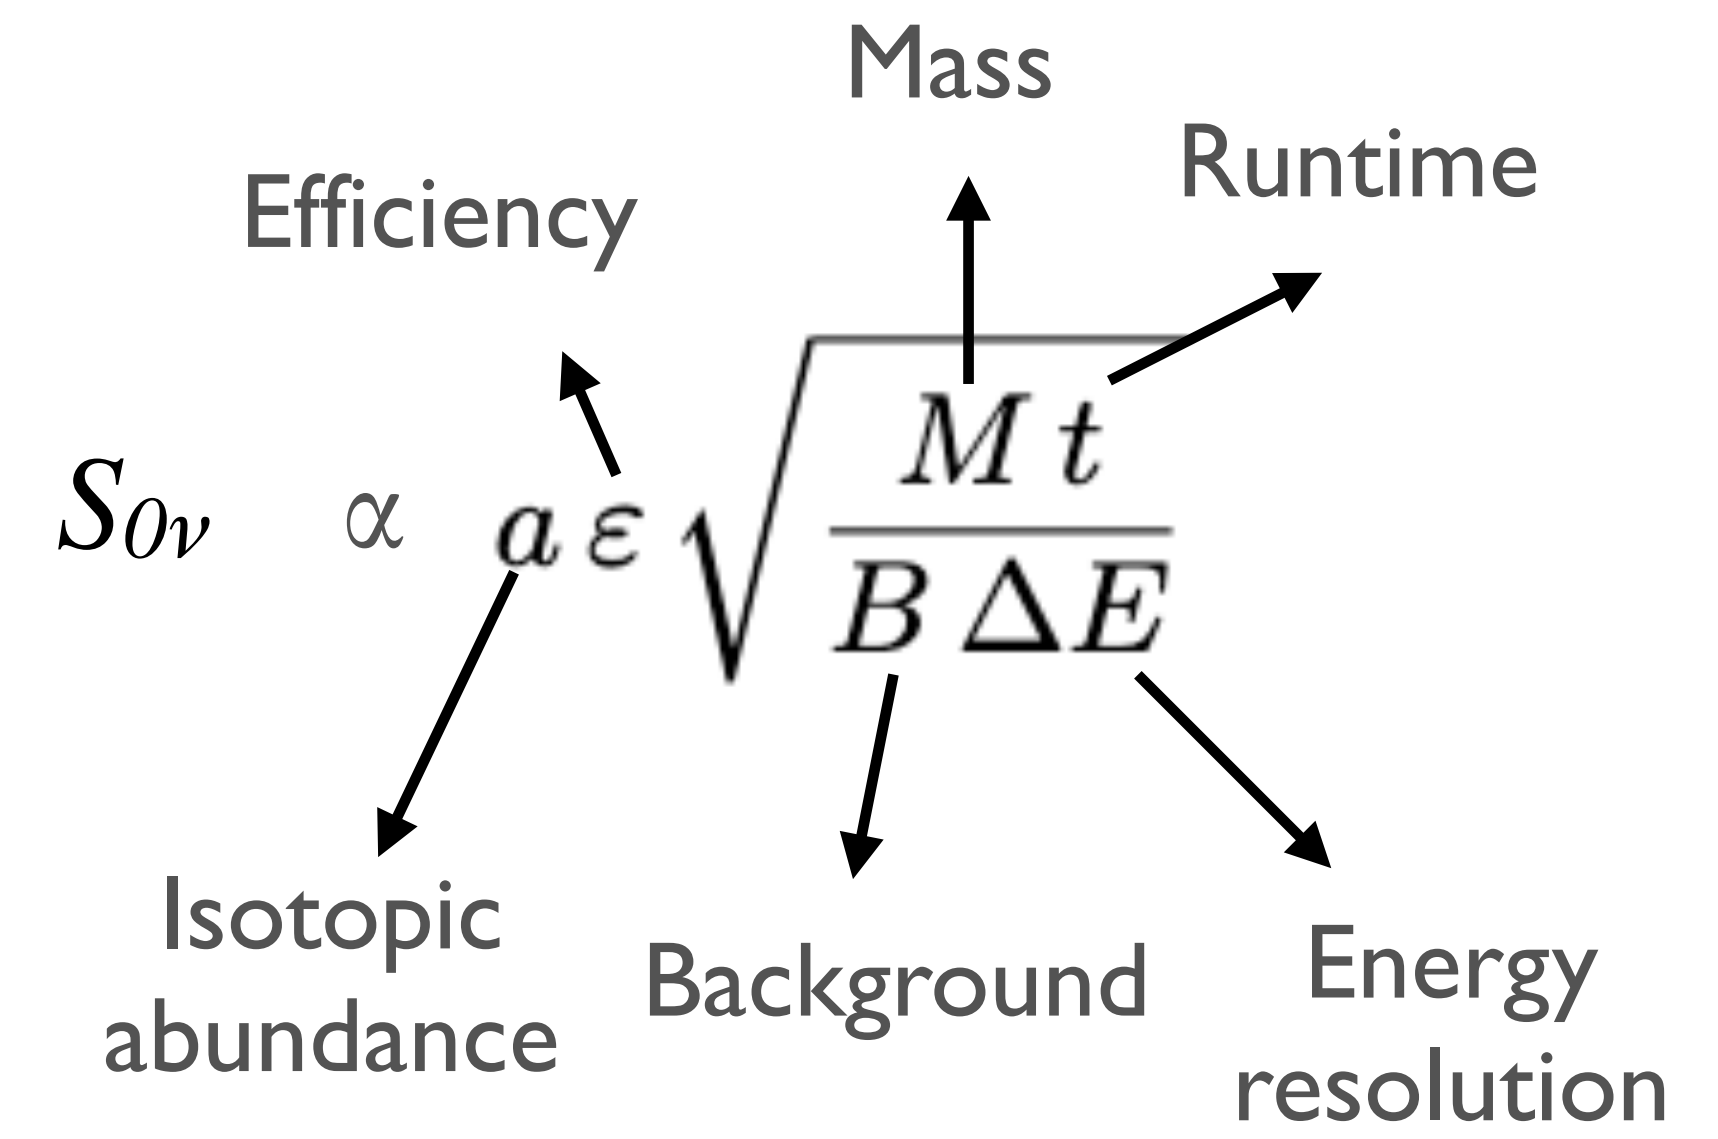 Mass
Runtime
Efficiency
S0ν ∝ a ε √(M t / B ΔE)
Isotopic
abundance
Background
Energy
resolution